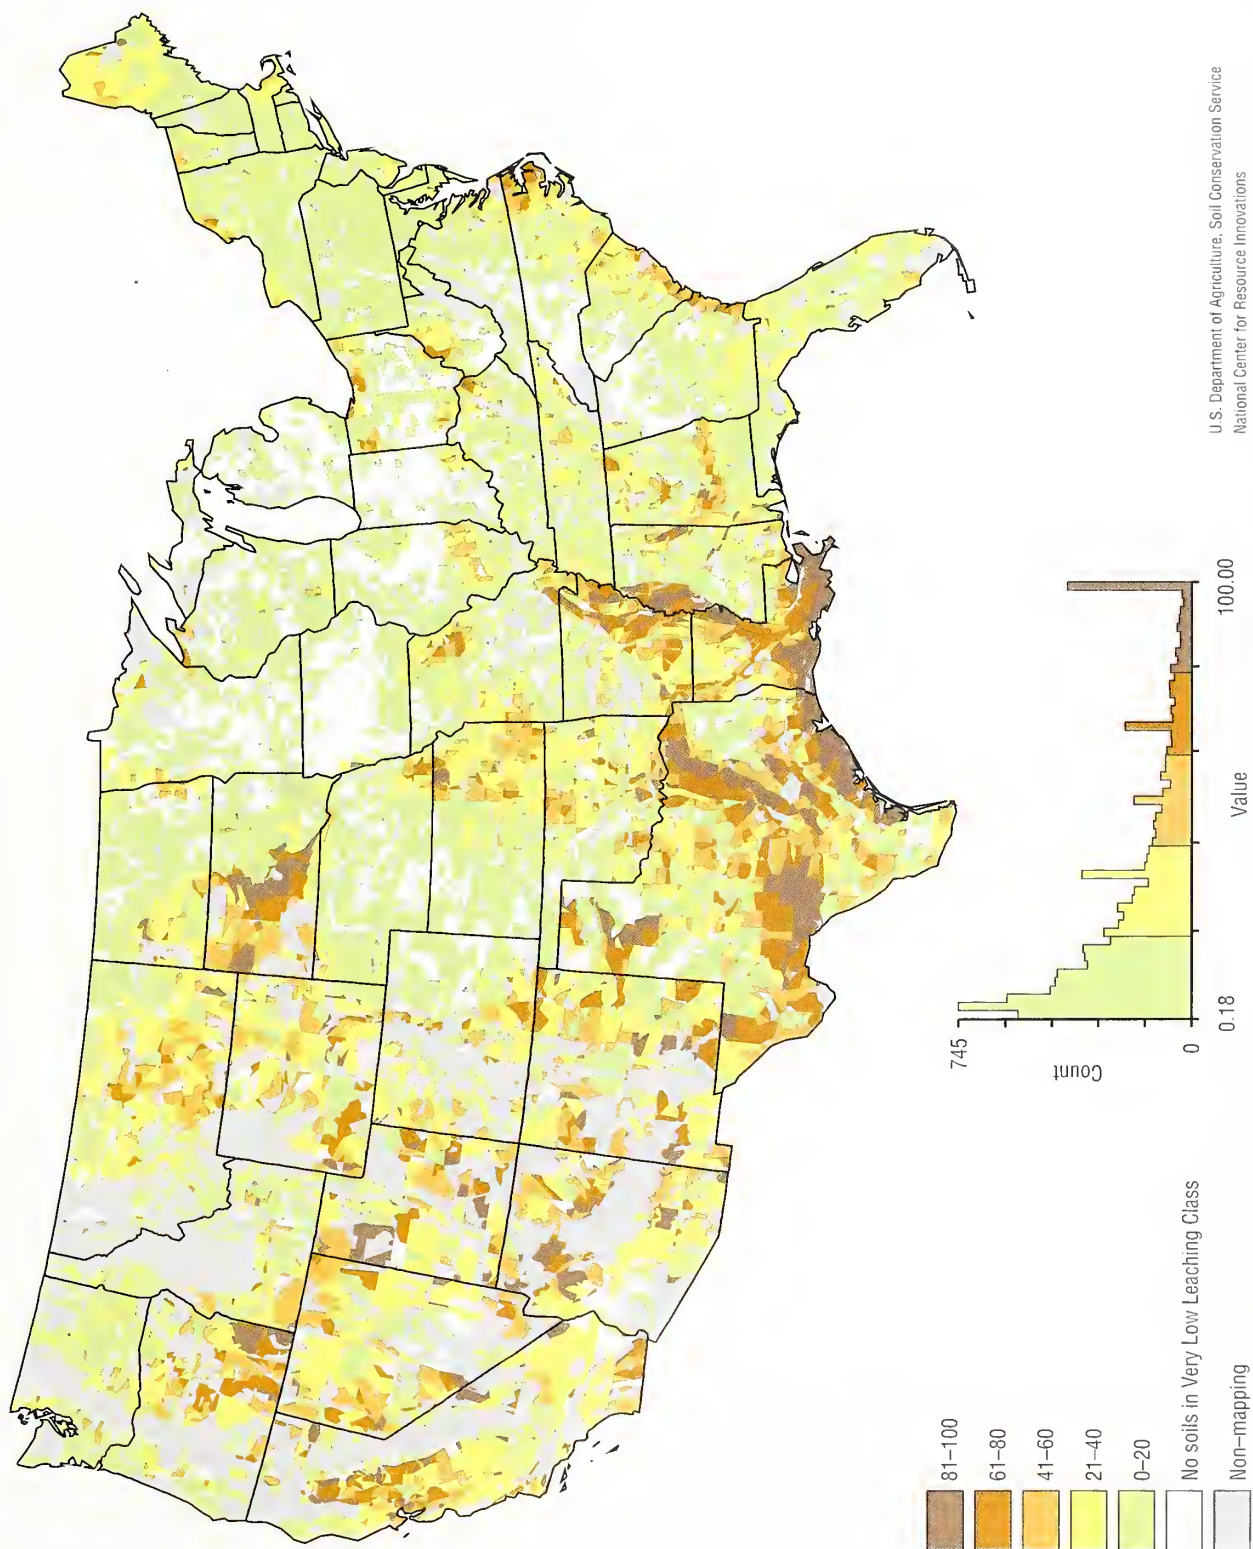 81–100
61–80
41–60
21–40
0–20
No soils in Very Low Leaching Class
Non–mapping
745
Count
0
0.18
Value
100.00
U.S. Department of Agriculture, Soil Conservation Service
National Center for Resource Innovations